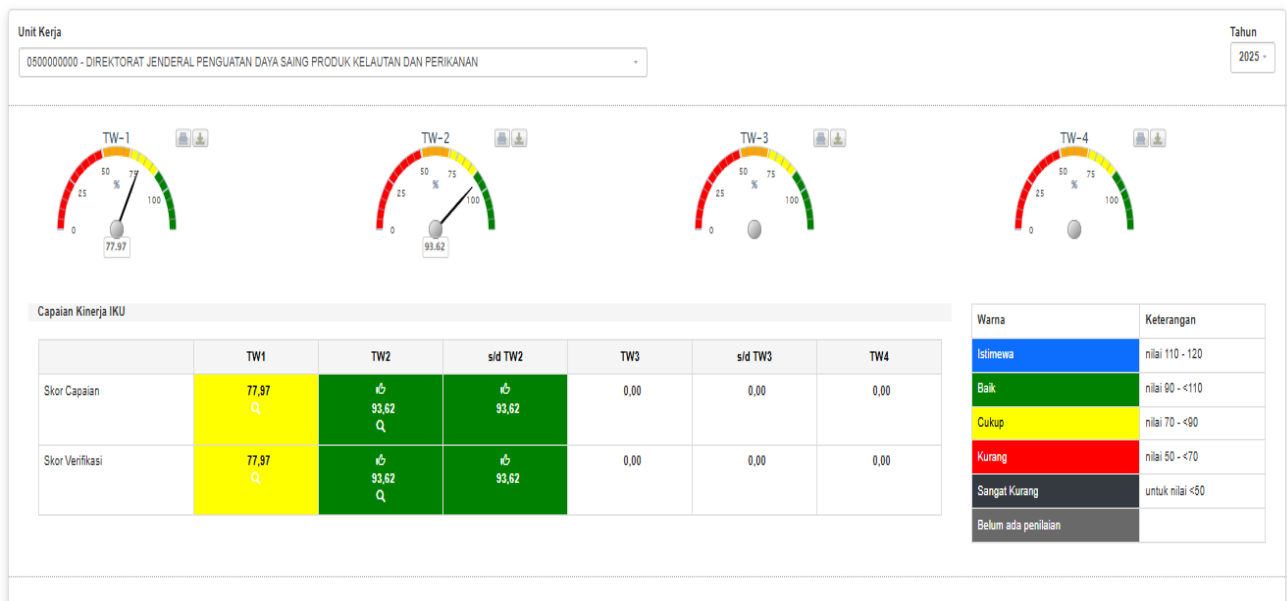 Unit Kerja
Tahun
0500000000 - DIREKTORAT JENDERAL PENGUATAN DAYA SAING PRODUK KELAUTAN DAN PERIKANAN
2025
TW-1
0 25 50 75 100
%
77.97
TW-2
0 25 50 75 100
%
93.62
TW-3
0 25 50 75 100
%
TW-4
0 25 50 75 100
%
Capaian Kinerja IKU
TW1 TW2 s/d TW2 TW3 s/d TW3 TW4
Skor Capaian 77,97 93,62 93,62 0,00 0,00 0,00
Skor Verifikasi 77,97 93,62 93,62 0,00 0,00 0,00
Warna Keterangan
Istimewa nilai 110 - 120
Baik nilai 90 - <110
Cukup nilai 70 - <90
Kurang nilai 50 - <70
Sangat Kurang untuk nilai <50
Belum ada penilaian